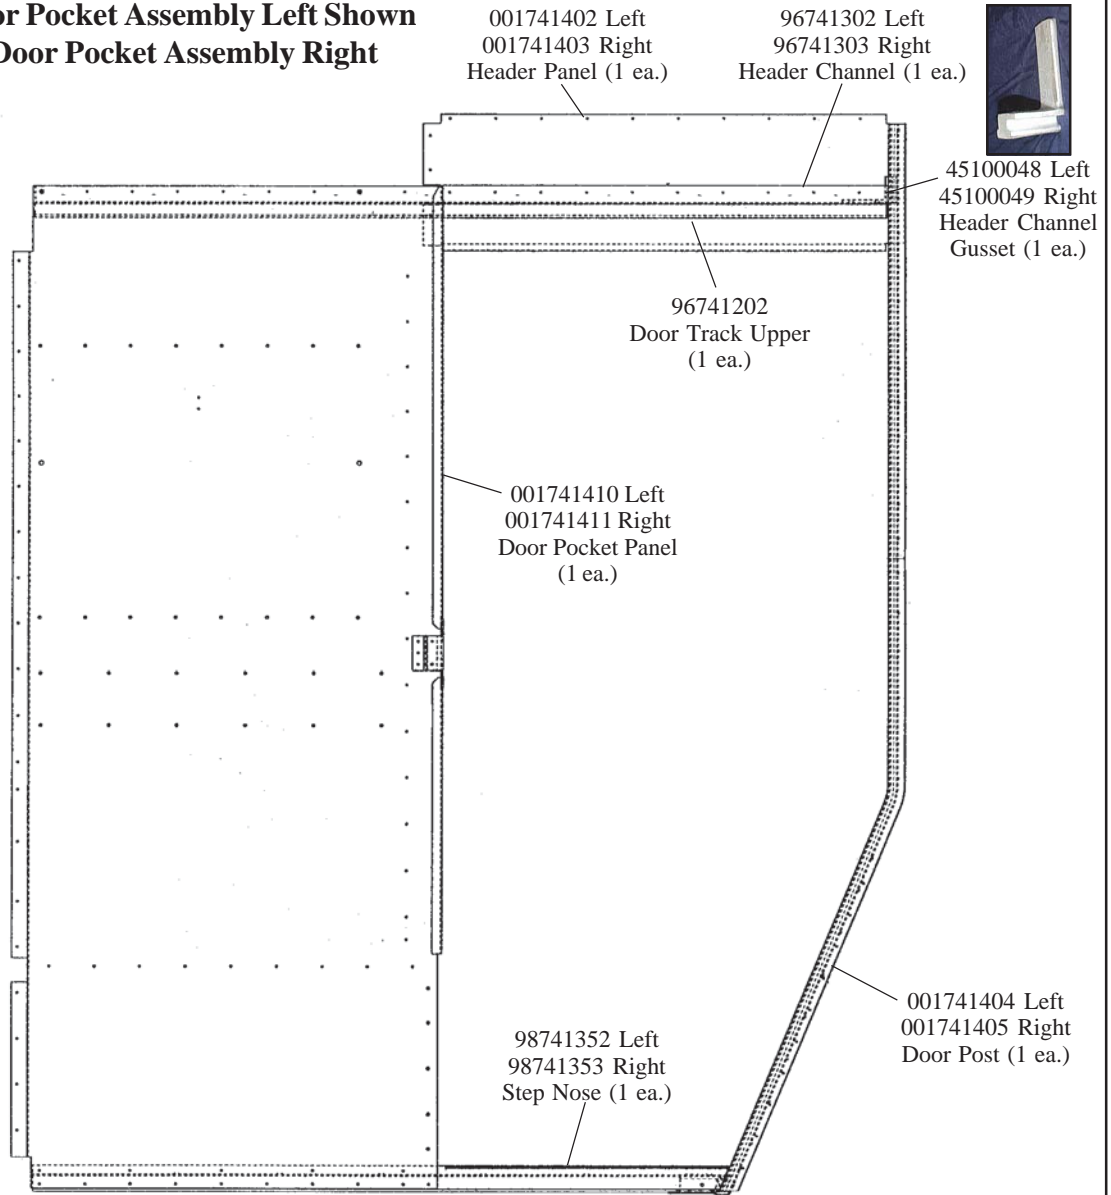 Pocket Assembly Left Shown
Door Pocket Assembly Right
001741402 Left
001741403 Right
Header Panel (1 ea.)
96741302 Left
96741303 Right
Header Channel (1 ea.)
45100048 Left
45100049 Right
Header Channel
Gusset (1 ea.)
96741202
Door Track Upper
(1 ea.)
001741410 Left
001741411 Right
Door Pocket Panel
(1 ea.)
001741404 Left
001741405 Right
Door Post (1 ea.)
98741352 Left
98741353 Right
Step Nose (1 ea.)